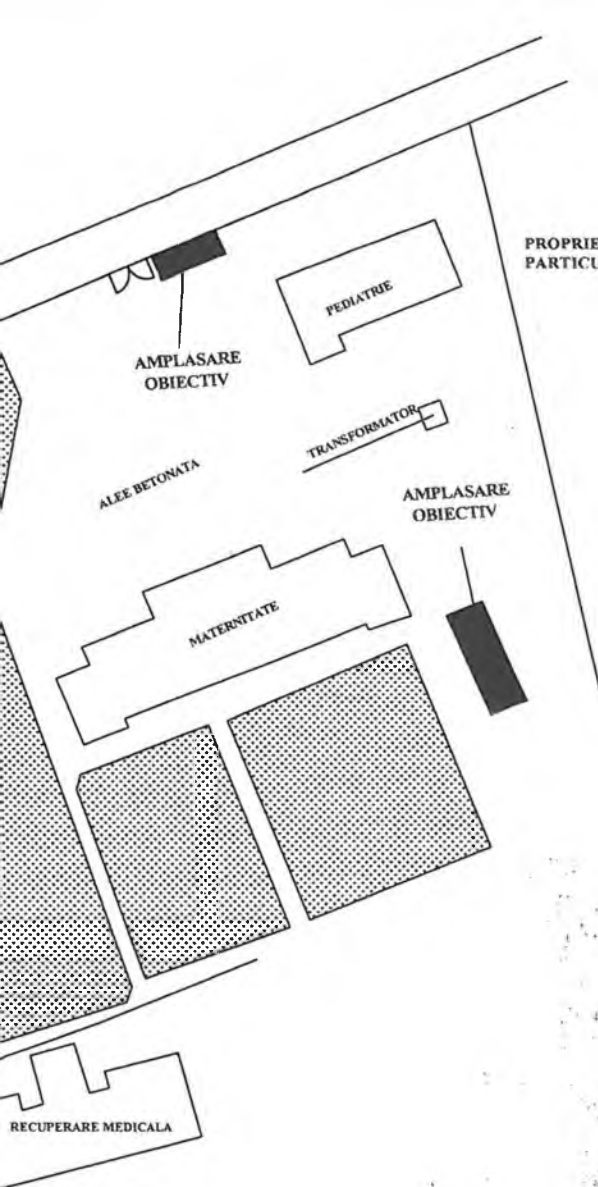 PROPRIE
PARTICU
PEDIATRIE
AMPLASARE
OBIECTIV
TRANSFORMATOR
ALEE BETONATA
AMPLASARE
OBIECTIV
MATERNITATE
RECUPERARE MEDICALA